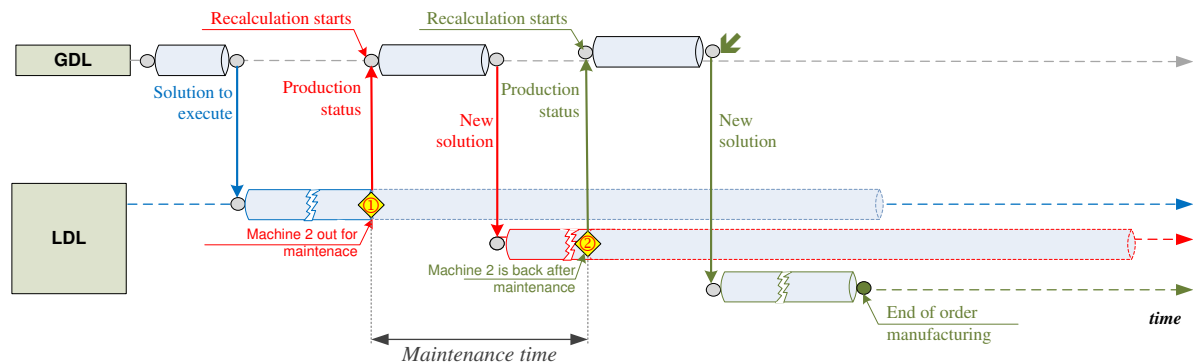 Recalculation starts
Recalculation starts
GDL
Solution to
execute
Production
status
New
solution
Production
status
New
solution
①
LDL
Machine 2 out for
maintenace
②
Machine 2 is back after
maintenance
End of order
manufacturing
time
Maintenance time